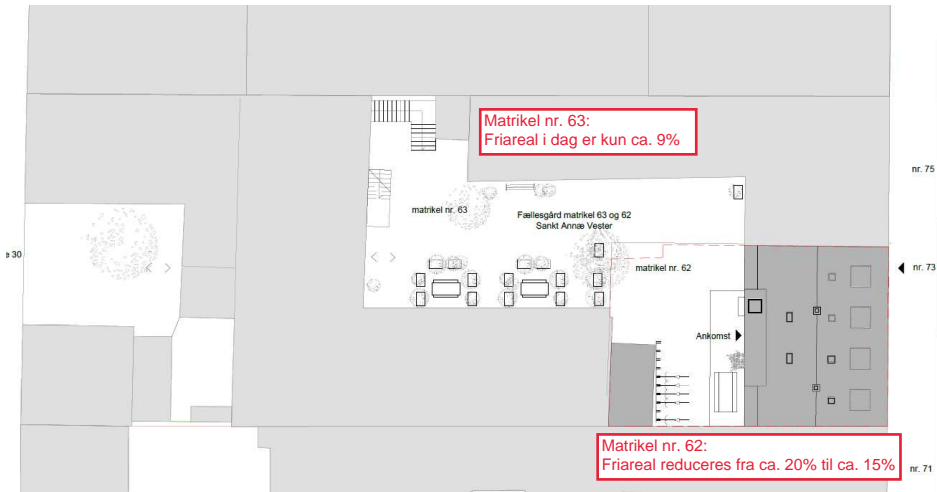 Matrikel nr. 63:
Friareal i dag er kun ca. 9%
nr. 75
matrikel nr. 63
Fællesgård matrikel 63 og 62
Sankt Annæ Vester
30
matrikel nr. 62
nr. 73
Ankomst
Matrikel nr. 62:
Friareal reduceres fra ca. 20% til ca. 15%
nr. 71